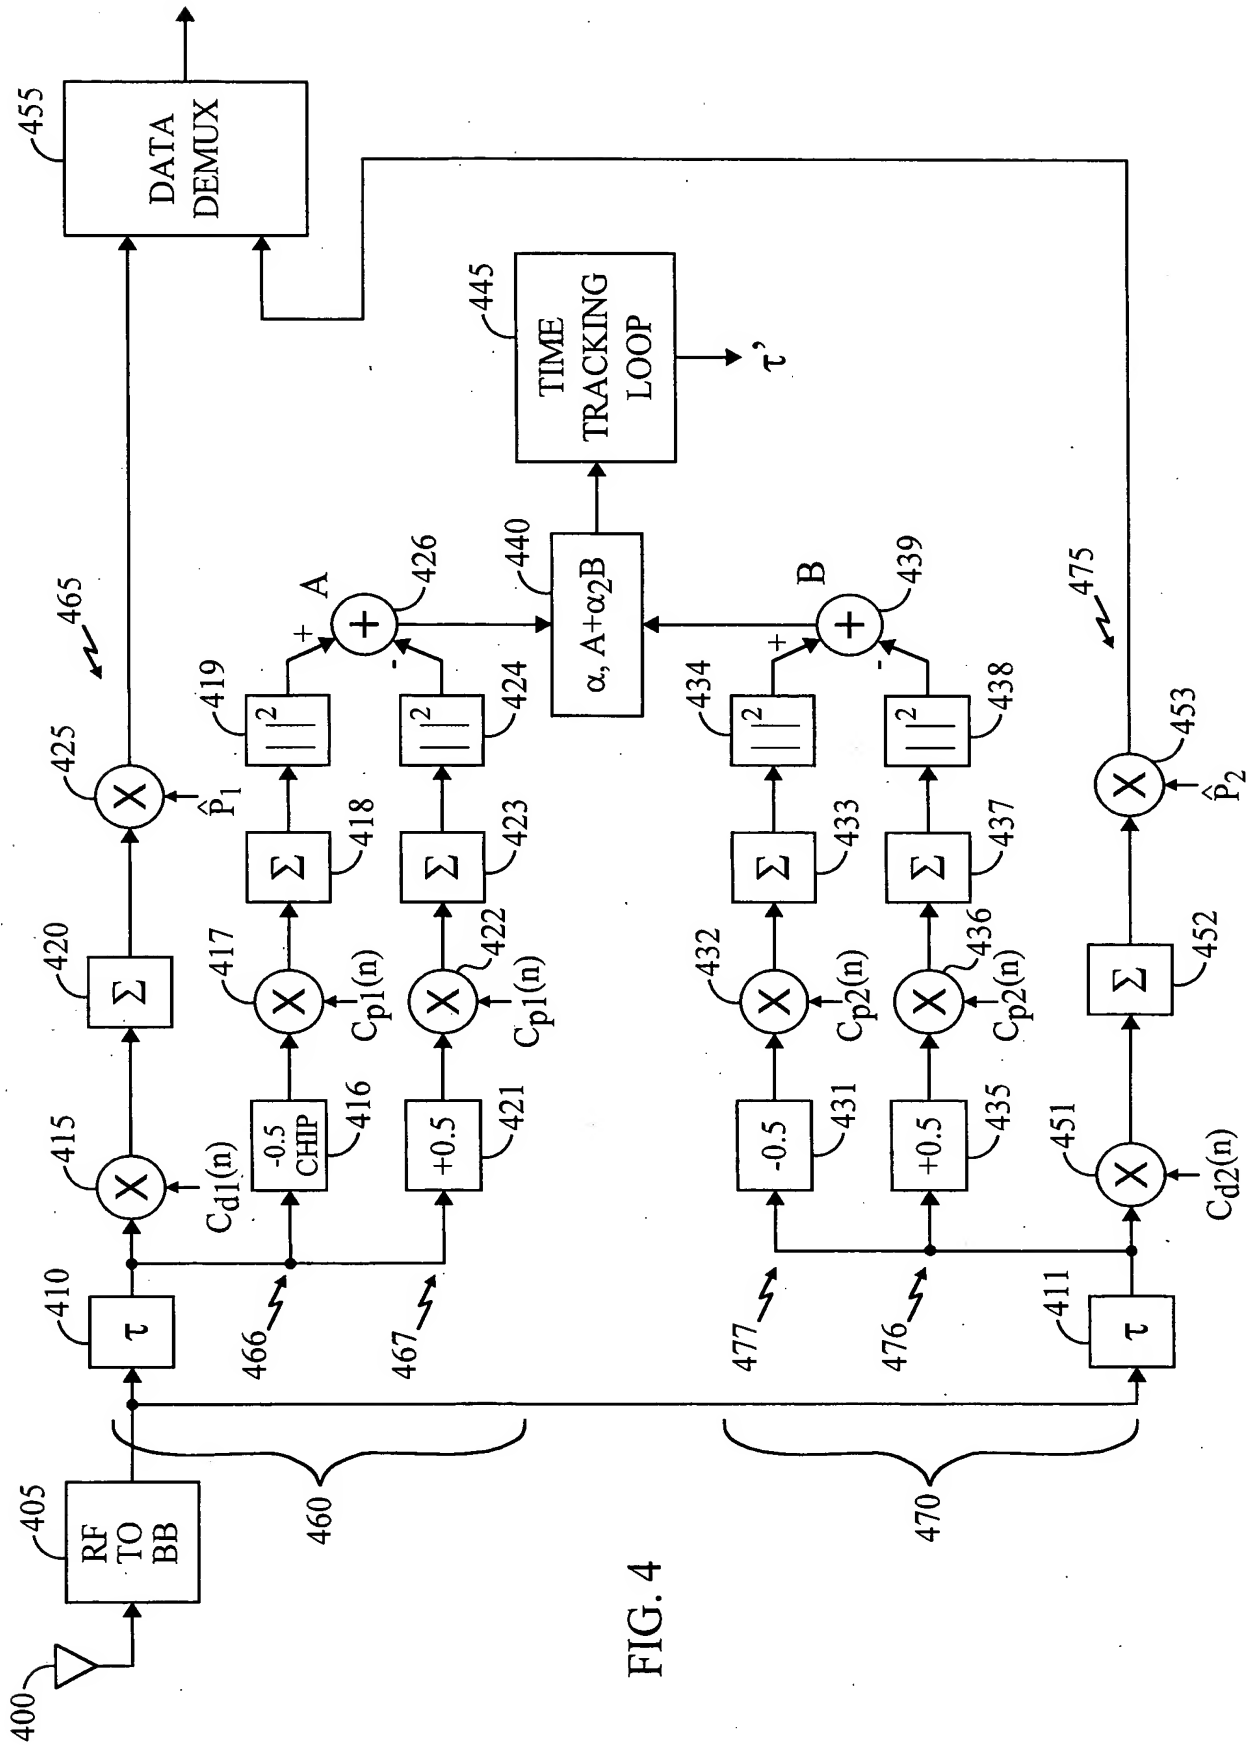 400
405
RF
TO
BB
460
470
410
τ
411
τ
466
467
477
476
415
X
Cd1(n)
-0.5
CHIP
416
+0.5
421
-0.5
431
+0.5
435
451
X
Cd2(n)
420
Σ
417
X
Cp1(n)
422
X
Cp1(n)
432
X
Cp2(n)
436
X
Cp2(n)
Σ
452
425
X
P̂1
Σ
418
Σ
423
Σ
433
Σ
437
X
453
P̂2
465
419
||²
||²
424
434
||²
||²
438
475
A
+
-
+
426
440
α, A+α2B
B
+
-
+
439
445
TIME
TRACKING
LOOP
τ'
455
DATA
DEMUX
FIG. 4